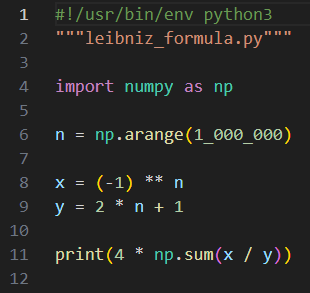 1 #!/usr/bin/env python3
2 """leibniz_formula.py"""
3
4 import numpy as np
5
6 n = np.arange(1_000_000)
7
8 x = (-1) ** n
9 y = 2 * n + 1
10
11 print(4 * np.sum(x / y))
12